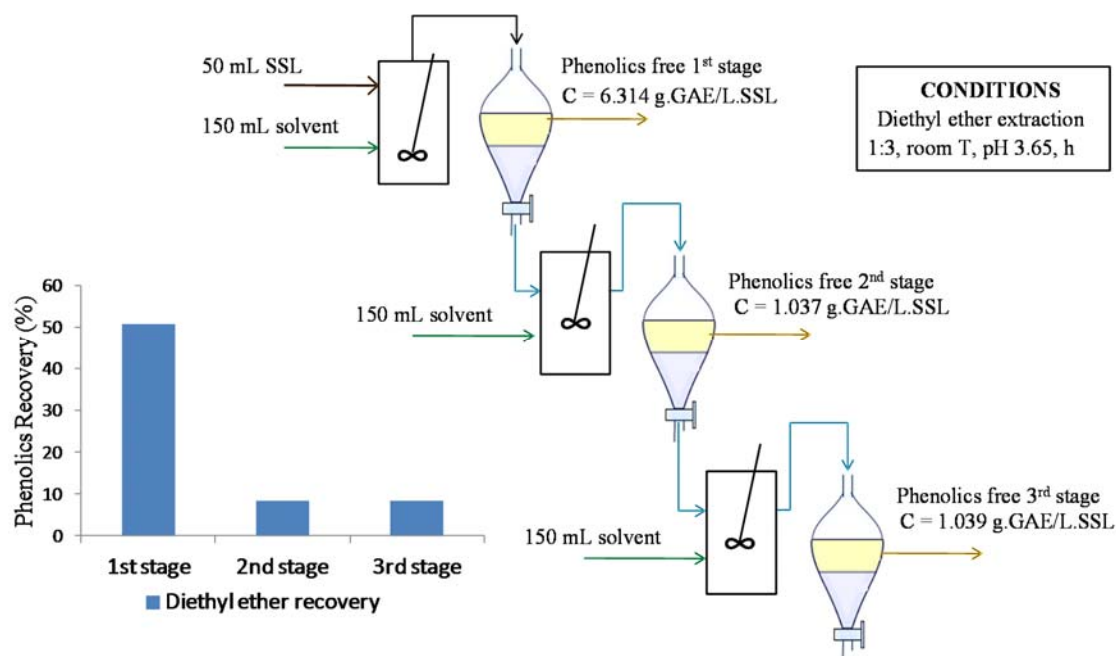 50 mL SSL
150 mL solvent
Phenolics free 1st stage
C = 6.314 g.GAE/L.SSL
CONDITIONS
Diethyl ether extraction
1:3, room T, pH 3.65, h
150 mL solvent
Phenolics free 2nd stage
C = 1.037 g.GAE/L.SSL
150 mL solvent
Phenolics free 3rd stage
C = 1.039 g.GAE/L.SSL
Phenolics Recovery (%)
60
50
40
30
20
10
0
1st stage 2nd stage 3rd stage
Diethyl ether recovery